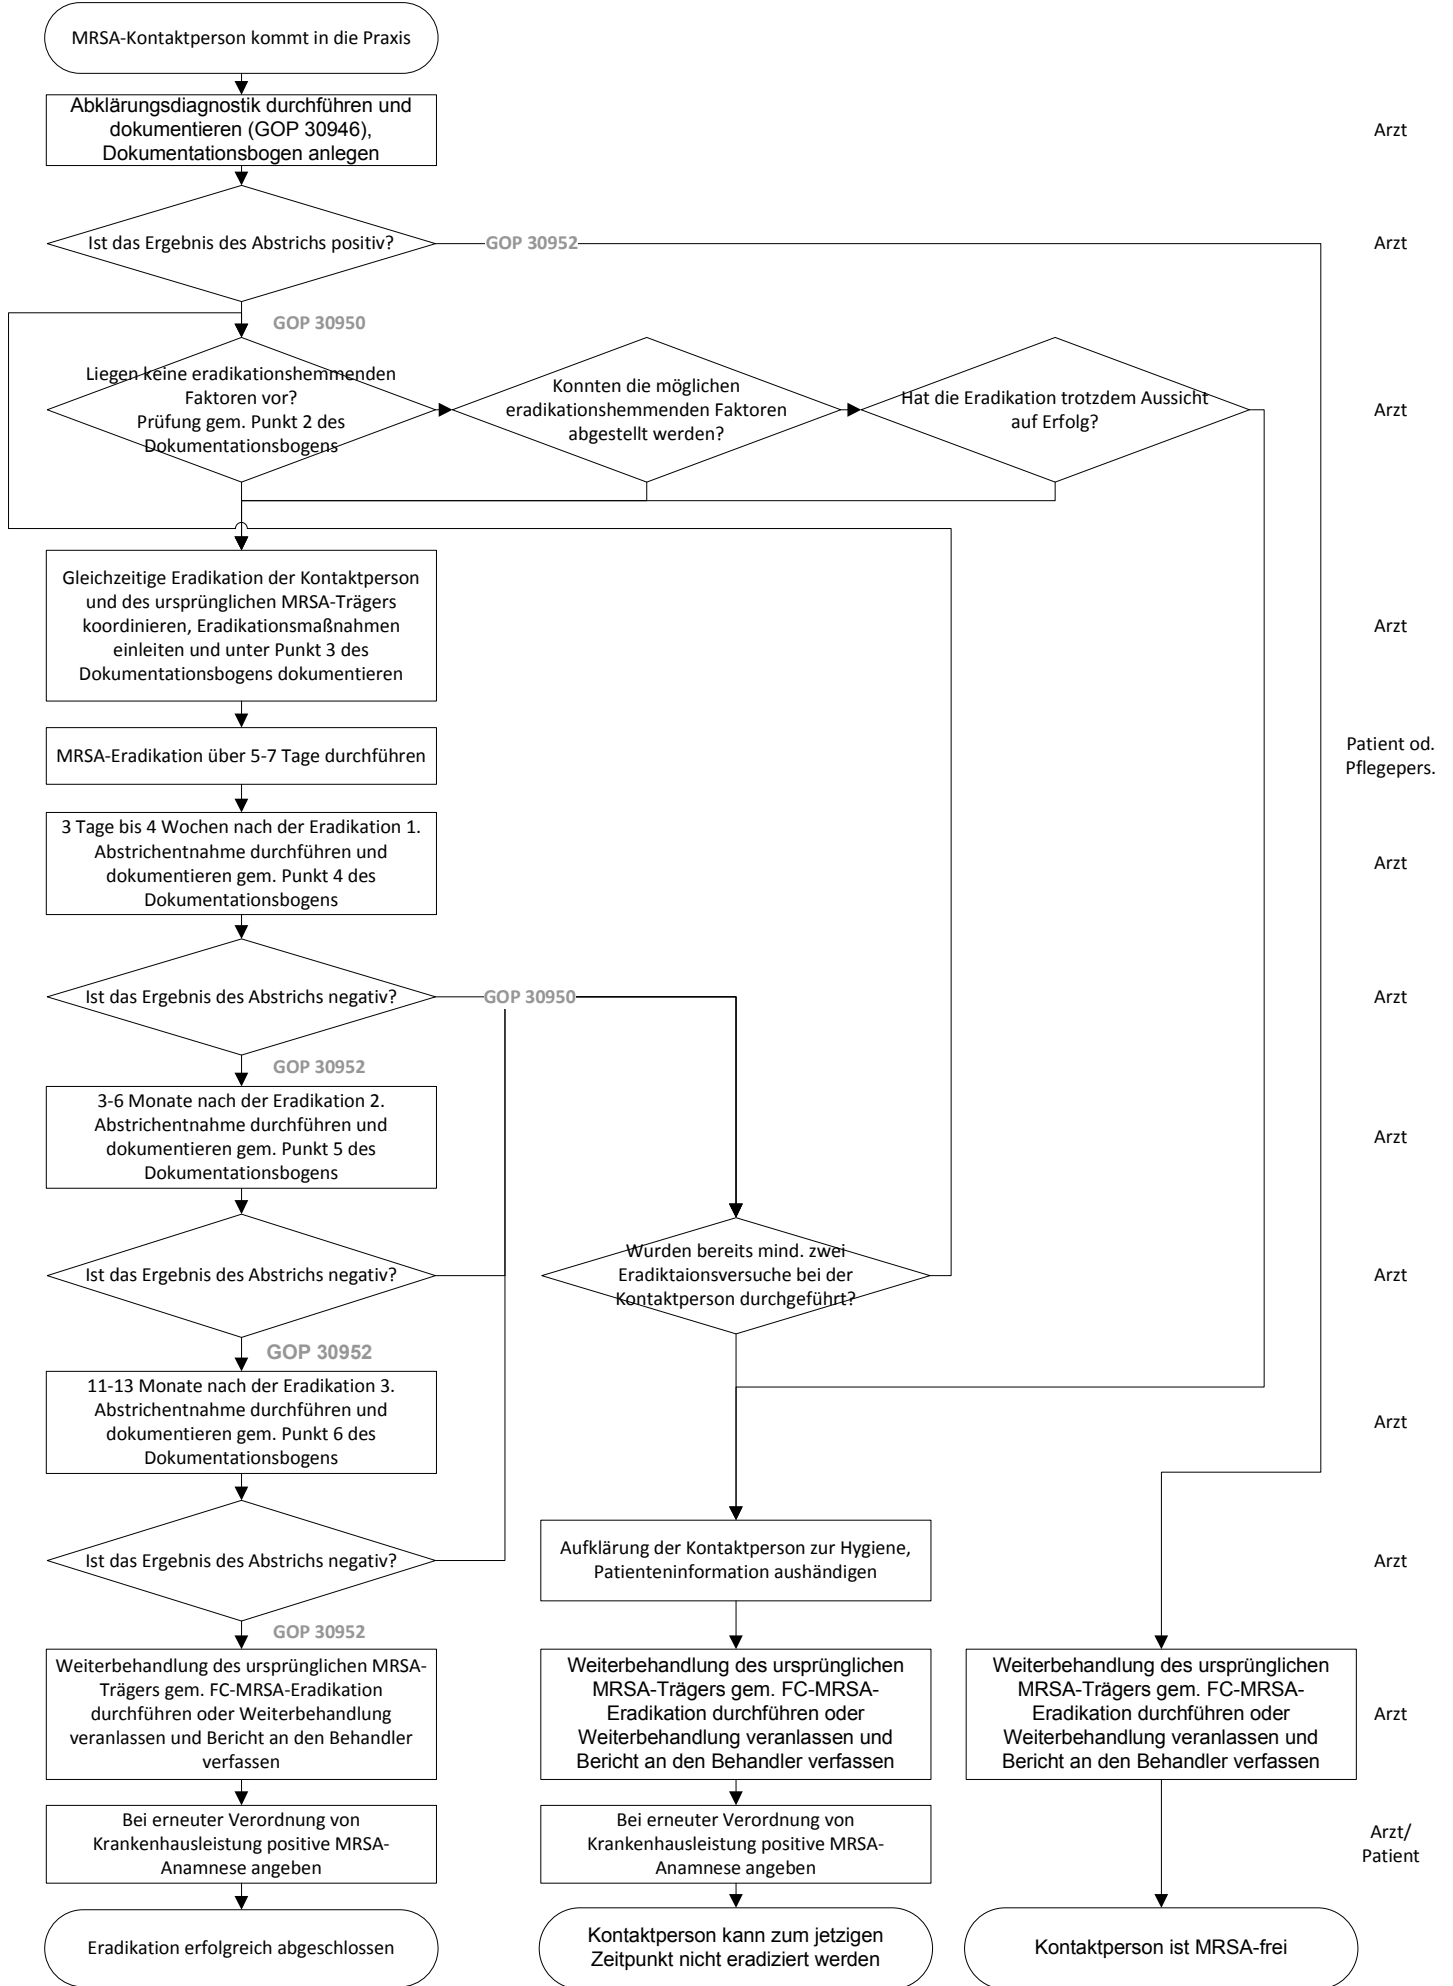 MRSA-Kontaktperson kommt in die Praxis
Abklärungsdiagnostik durchführen und
dokumentieren (GOP 30946),
Dokumentationsbogen anlegen
Arzt
Ist das Ergebnis des Abstrichs positiv?
GOP 30952
Arzt
GOP 30950
Liegen keine eradikationshemmenden
Faktoren vor?
Prüfung gem. Punkt 2 des
Dokumentationsbogens
Konnten die möglichen
eradikationshemmenden Faktoren
abgestellt werden?
Hat die Eradikation trotzdem Aussicht
auf Erfolg?
Arzt
Gleichzeitige Eradikation der Kontaktperson
und des ursprünglichen MRSA-Trägers
koordinieren, Eradikationsmaßnahmen
einleiten und unter Punkt 3 des
Dokumentationsbogens dokumentieren
Arzt
MRSA-Eradikation über 5-7 Tage durchführen
Patient od.
Pflegepers.
3 Tage bis 4 Wochen nach der Eradikation 1.
Abstrichentnahme durchführen und
dokumentieren gem. Punkt 4 des
Dokumentationsbogens
Arzt
Ist das Ergebnis des Abstrichs negativ?
GOP 30950
Arzt
GOP 30952
3-6 Monate nach der Eradikation 2.
Abstrichentnahme durchführen und
dokumentieren gem. Punkt 5 des
Dokumentationsbogens
Arzt
Ist das Ergebnis des Abstrichs negativ?
Wurden bereits mind. zwei
Eradiktaionsversuche bei der
Kontaktperson durchgeführt?
Arzt
GOP 30952
11-13 Monate nach der Eradikation 3.
Abstrichentnahme durchführen und
dokumentieren gem. Punkt 6 des
Dokumentationsbogens
Arzt
Ist das Ergebnis des Abstrichs negativ?
Aufklärung der Kontaktperson zur Hygiene,
Patienteninformation aushändigen
Arzt
GOP 30952
Weiterbehandlung des ursprünglichen MRSA-
Trägers gem. FC-MRSA-Eradikation
durchführen oder Weiterbehandlung
veranlassen und Bericht an den Behandler
verfassen
Weiterbehandlung des ursprünglichen
MRSA-Trägers gem. FC-MRSA-
Eradikation durchführen oder
Weiterbehandlung veranlassen und
Bericht an den Behandler verfassen
Weiterbehandlung des ursprünglichen
MRSA-Trägers gem. FC-MRSA-
Eradikation durchführen oder
Weiterbehandlung veranlassen und
Bericht an den Behandler verfassen
Arzt
Bei erneuter Verordnung von
Krankenhausleistung positive MRSA-
Anamnese angeben
Bei erneuter Verordnung von
Krankenhausleistung positive MRSA-
Anamnese angeben
Arzt/
Patient
Eradikation erfolgreich abgeschlossen
Kontaktperson kann zum jetzigen
Zeitpunkt nicht eradiziert werden
Kontaktperson ist MRSA-frei